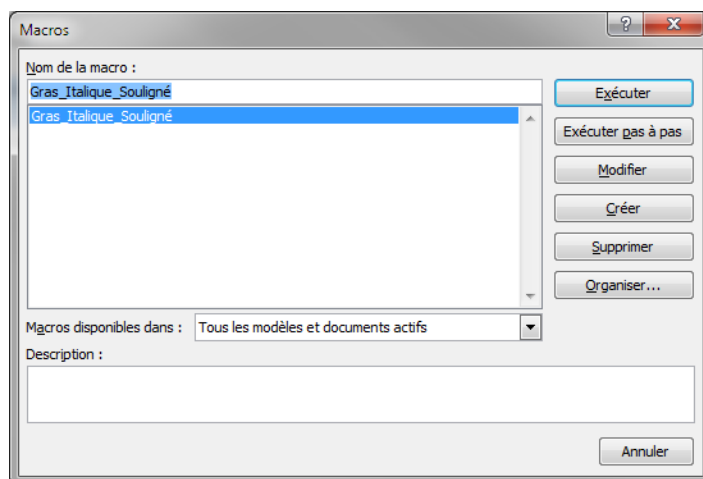 Macros
Nom de la macro :
Gras_Italique_Souligné
Gras_Italique_Souligné
Exécuter
Exécuter pas à pas
Modifier
Créer
Supprimer
Organiser...
Macros disponibles dans : Tous les modèles et documents actifs
Description :
Annuler